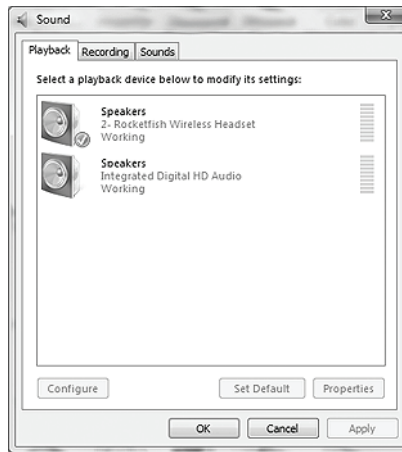 Sound
Playback Recording Sounds
Select a playback device below to modify its settings:
Speakers
2- Rocketfish Wireless Headset
Working
Speakers
Integrated Digital HD Audio
Working
Configure Set Default Properties
OK Cancel Apply